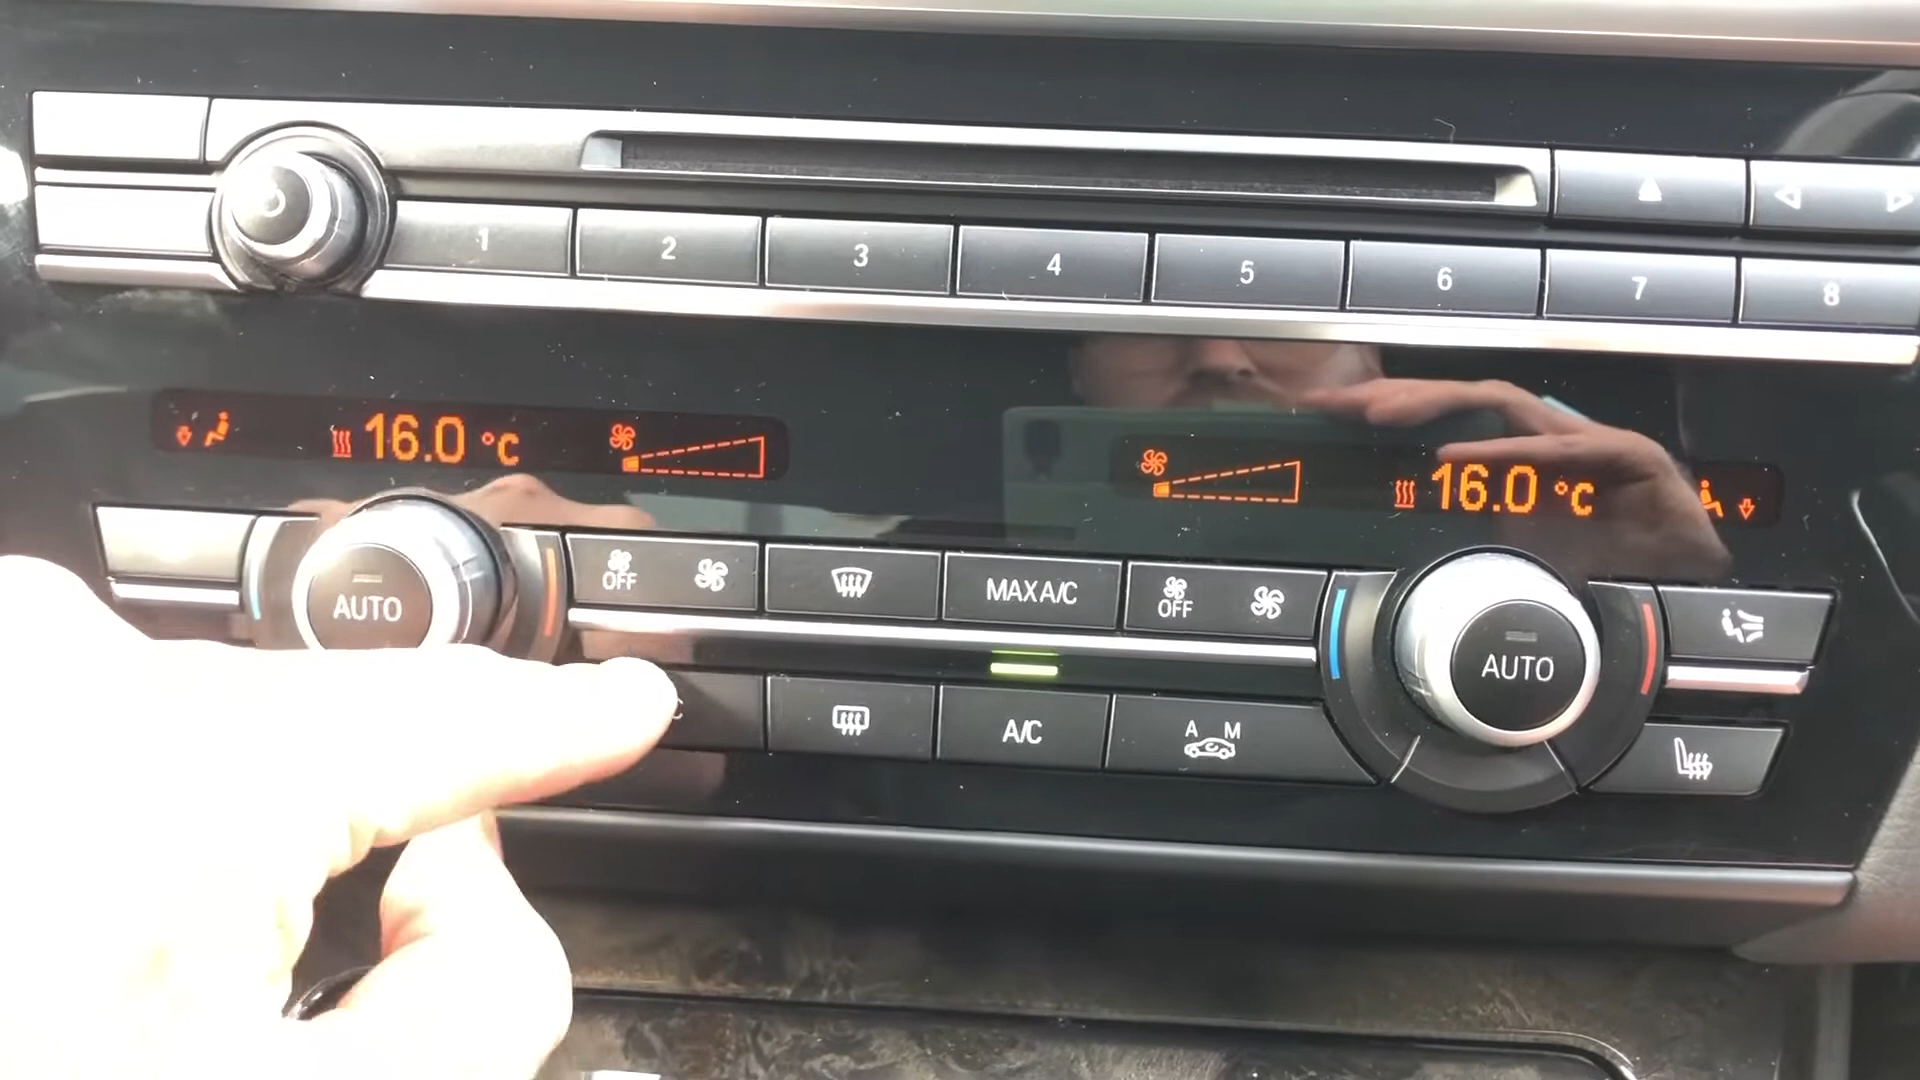 1 2 3 4 5 6 7 8
16.0 °C
16.0 °C
OFF
MAX A/C
OFF
AUTO
AUTO
A/C
A M